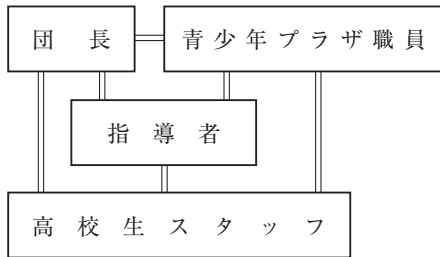 団長
青少年プラザ職員
指導者
高校生スタッフ